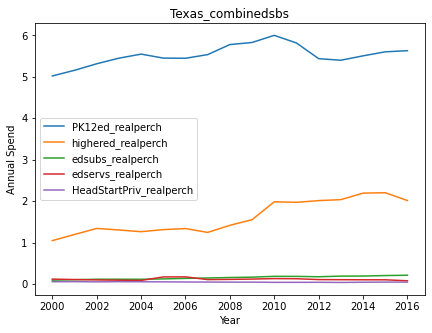 Texas_combinedsbs
6
5
4
3
2
1
0
Annual Spend
PK12ed_realperch
highered_realperch
edsubs_realperch
edservs_realperch
HeadStartPriv_realperch
2000 2002 2004 2006 2008 2010 2012 2014 2016
Year